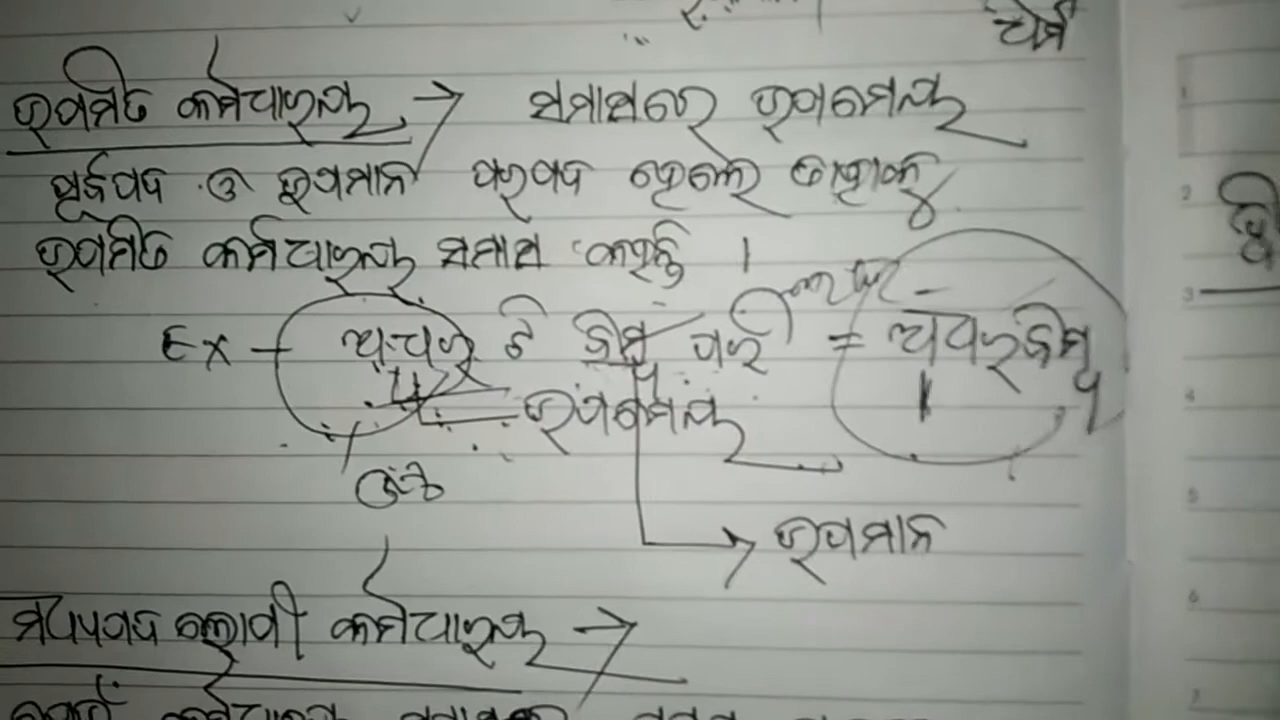 ଉପମିତ କର୍ମଧାରୟ → ସମାସରେ ଉପମେୟ
ପୂର୍ବପଦ ଓ ଉପମାନ ପରପଦ ହେଲେ ତାହାକୁ
ଉପମିତ କର୍ମଧାରୟ ସମାସ କହନ୍ତି ।
Ex - ଅଧର ଟି ବିମ୍ବ ପରି = ଅଧରବିମ୍ବ
ଉପମେୟ
ଓଠ
→ ଉପମାନ
ମଧ୍ୟପଦଲୋପୀ କର୍ମଧାରୟ →